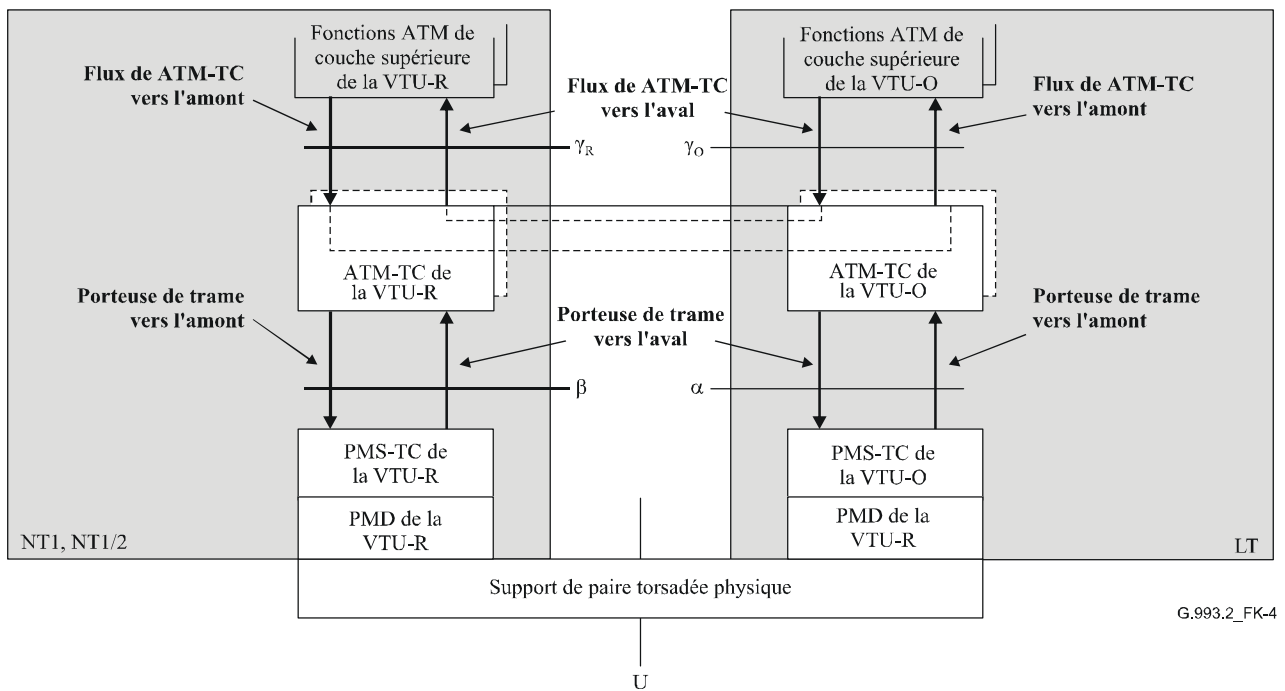 Fonctions ATM de
couche supérieure
de la VTU-R
Fonctions ATM de
couche supérieure
de la VTU-O
Flux de ATM-TC
vers l'amont
Flux de ATM-TC
vers l'aval
Flux de ATM-TC
vers l'amont
γR
γO
ATM-TC de
la VTU-R
ATM-TC de
la VTU-O
Porteuse de trame
vers l'amont
Porteuse de trame
vers l'aval
Porteuse de trame
vers l'amont
β
α
PMS-TC de
la VTU-R
PMS-TC de
la VTU-O
PMD de la
VTU-R
PMD de la
VTU-R
NT1, NT1/2
LT
Support de paire torsadée physique
G.993.2_FK-4
U